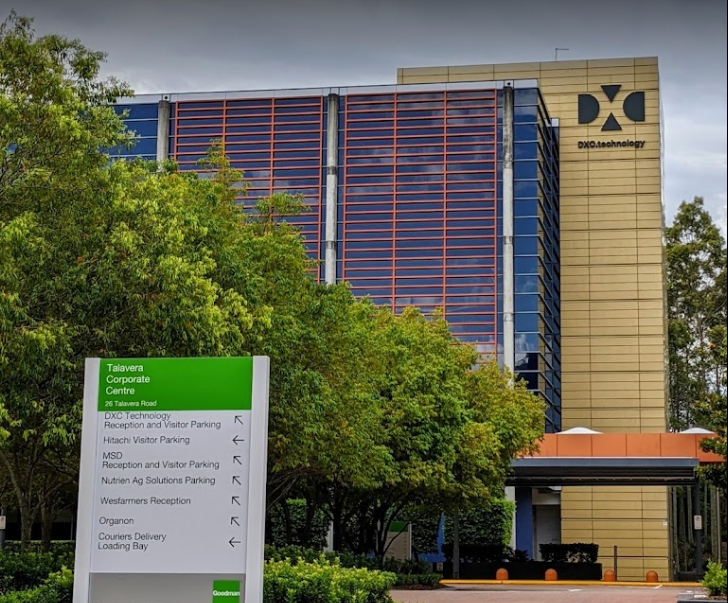 DXC.technology
Talavera
Corporate
Centre
26 Talavera Road
DXC Technology
Reception and Visitor Parking
Hitachi Visitor Parking
MSD
Reception and Visitor Parking
Nutrien Ag Solutions Parking
Wesfarmers Reception
Organon
Couriers Delivery
Loading Bay
Goodman